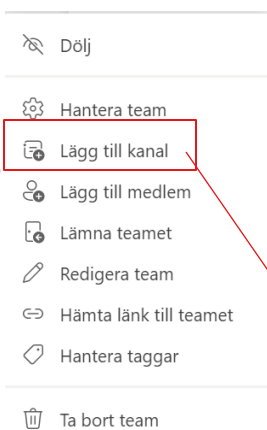 Dölj
Hantera team
Lägg till kanal
Lägg till medlem
Lämna teamet
Redigera team
Hämta länk till teamet
Hantera taggar
Ta bort team